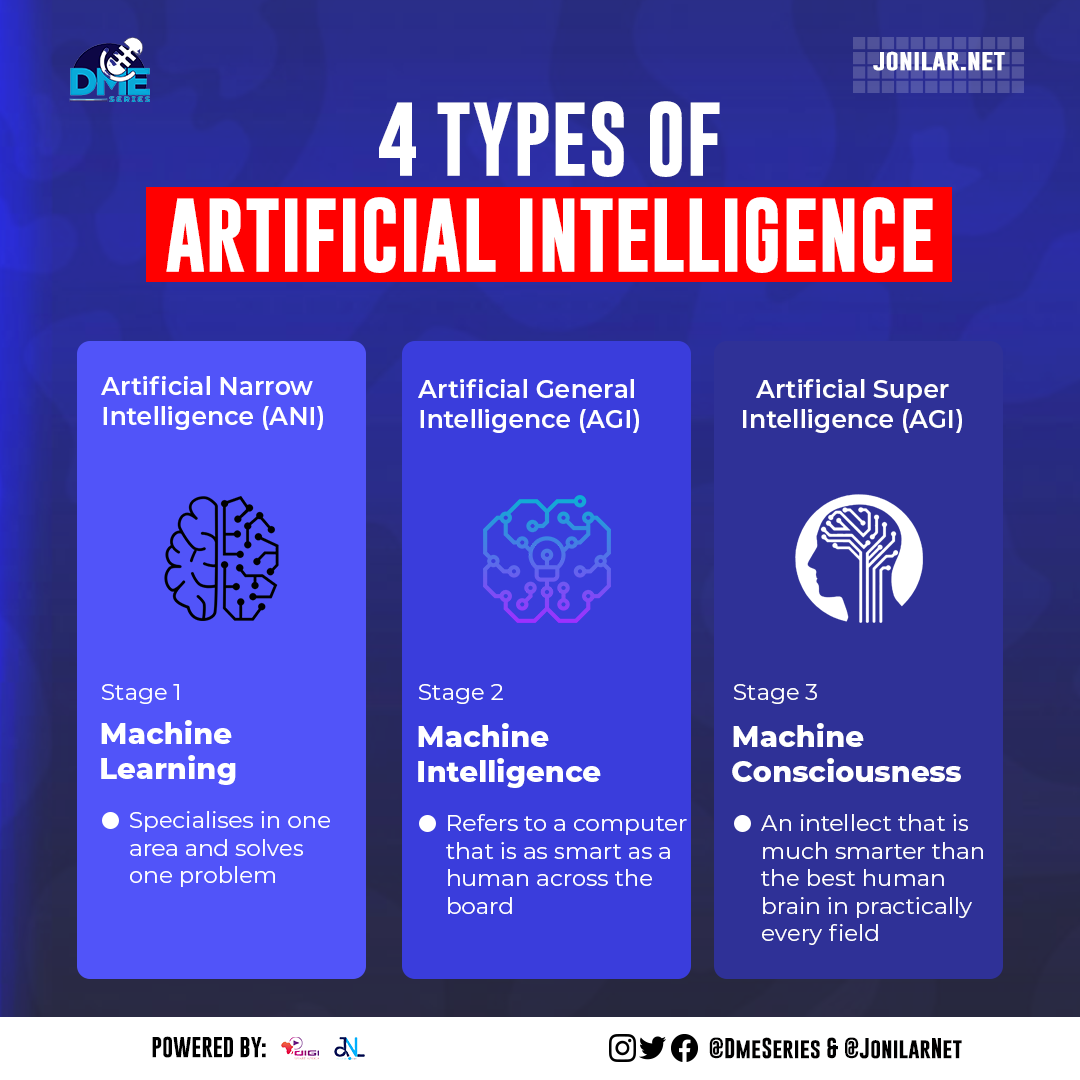 DME
SERIES
JONILAR.NET
4 TYPES OF
ARTIFICIAL INTELLIGENCE
Artificial Narrow
Intelligence (ANI)
Stage 1
Machine
Learning
Specialises in one
area and solves
one problem
Artificial General
Intelligence (AGI)
Stage 2
Machine
Intelligence
Refers to a computer
that is as smart as a
human across the
board
Artificial Super
Intelligence (AGI)
Stage 3
Machine
Consciousness
An intellect that is
much smarter than
the best human
brain in practically
every field
POWERED BY:
DIGI
JNL
@DMESERIES & @JONILARNET